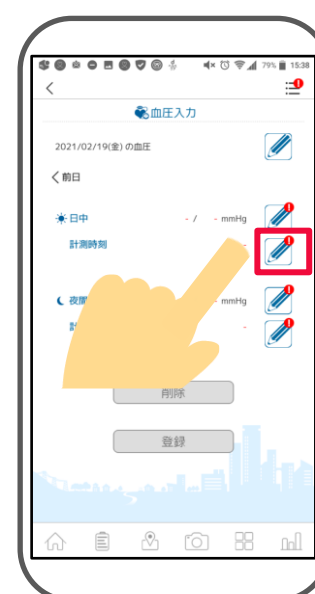 79% 15:38
血圧入力
2021/02/19(金) の血圧
前日
日中 - / - mmHg
計測時刻 -
夜間 - mmHg
計 -
削除
登録